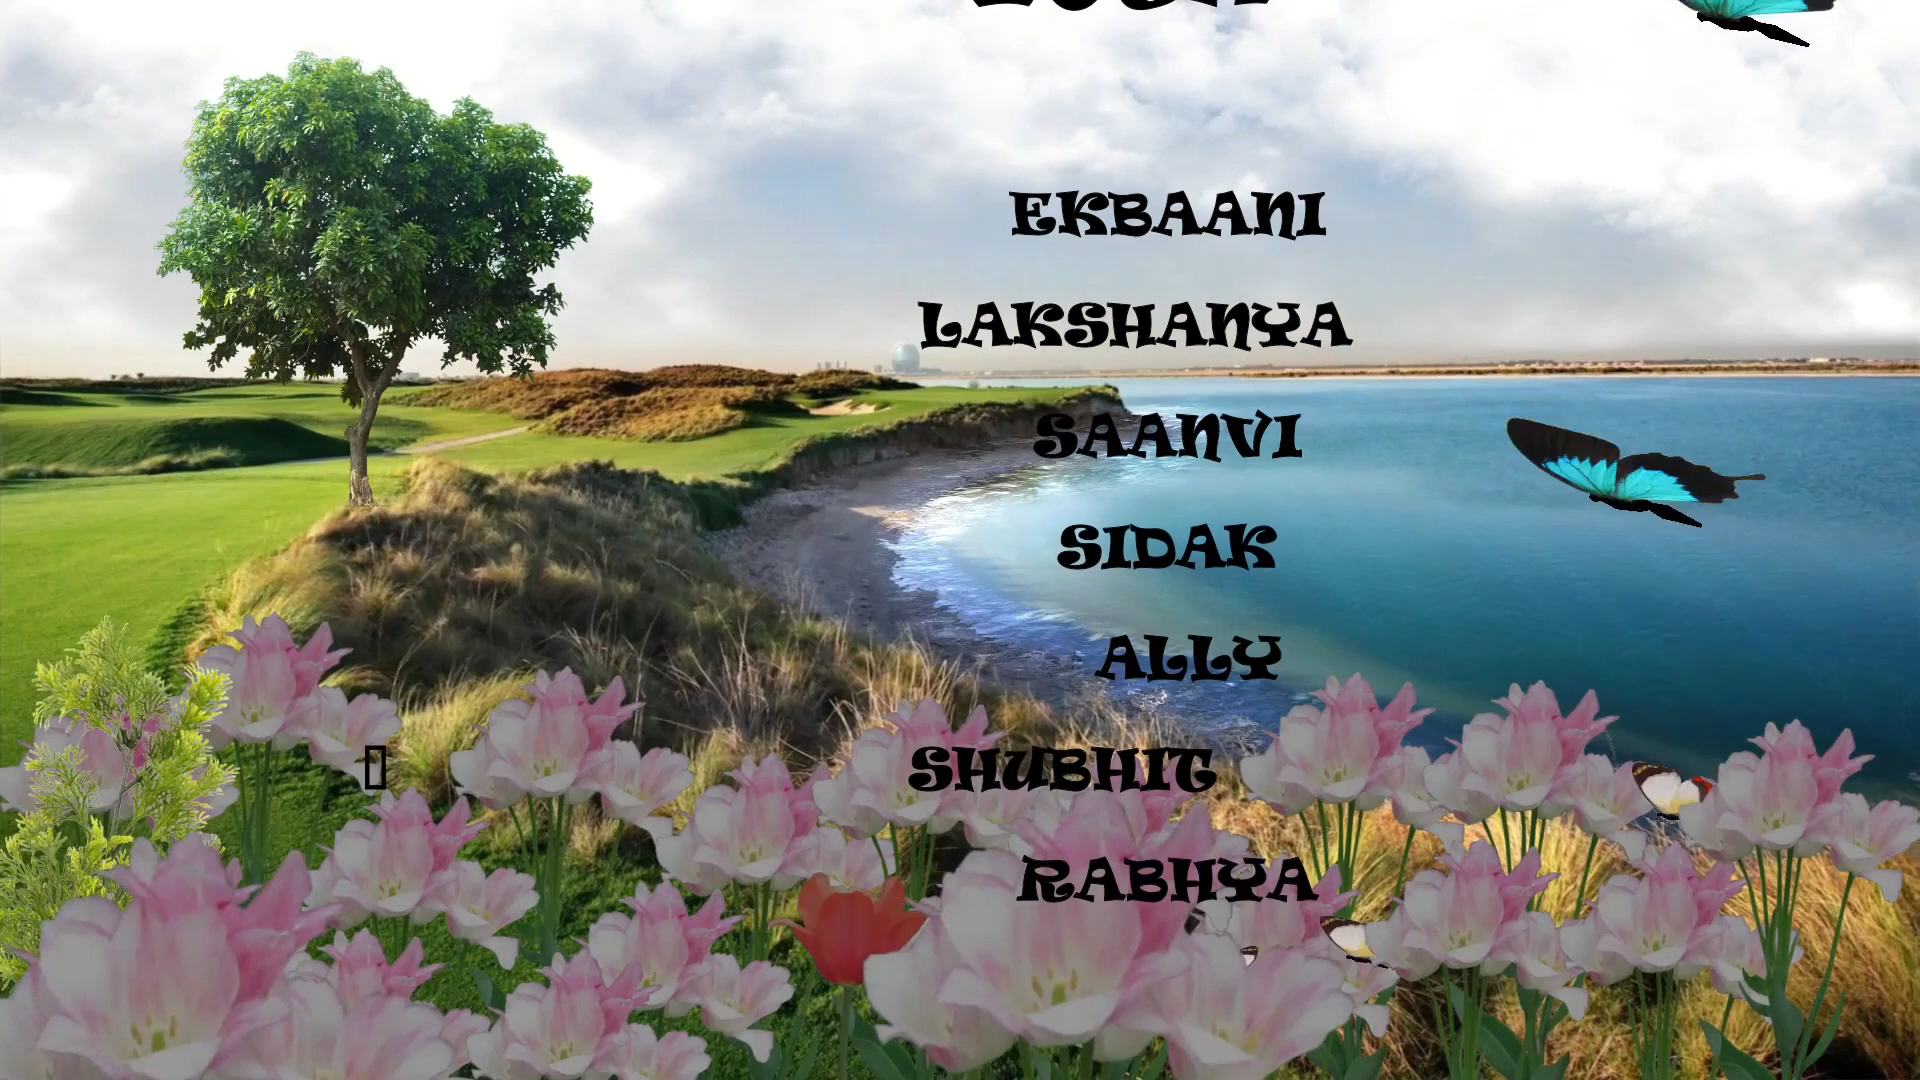 EKBAANI
LAKSHANYA
SAANVI
SIDAK
ALLY
SHUBHIT
RABHYA